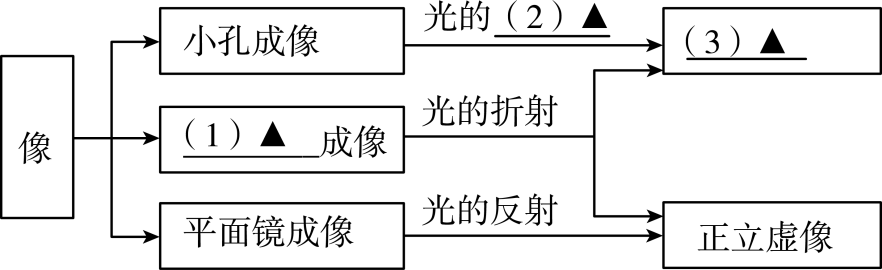 小孔成像
光的（2）▲
（3）▲
像
（1）▲成像
光的折射
平面镜成像
光的反射
正立虚像